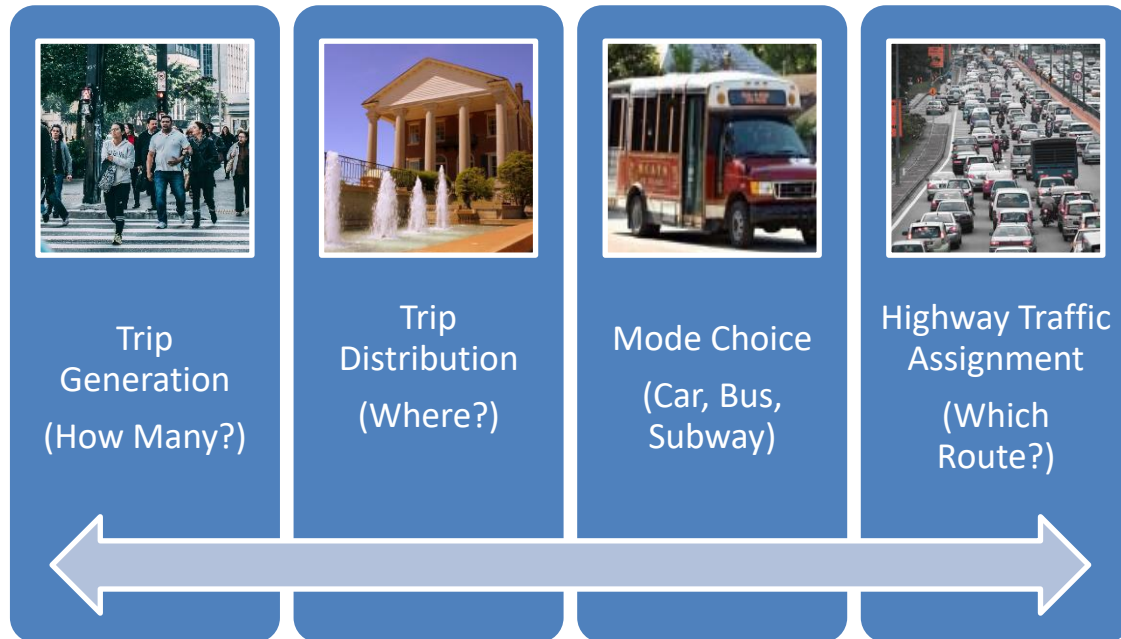 Trip
Generation
(How Many?)
Trip
Distribution
(Where?)
Mode Choice
(Car, Bus,
Subway)
Highway Traffic
Assignment
(Which
Route?)